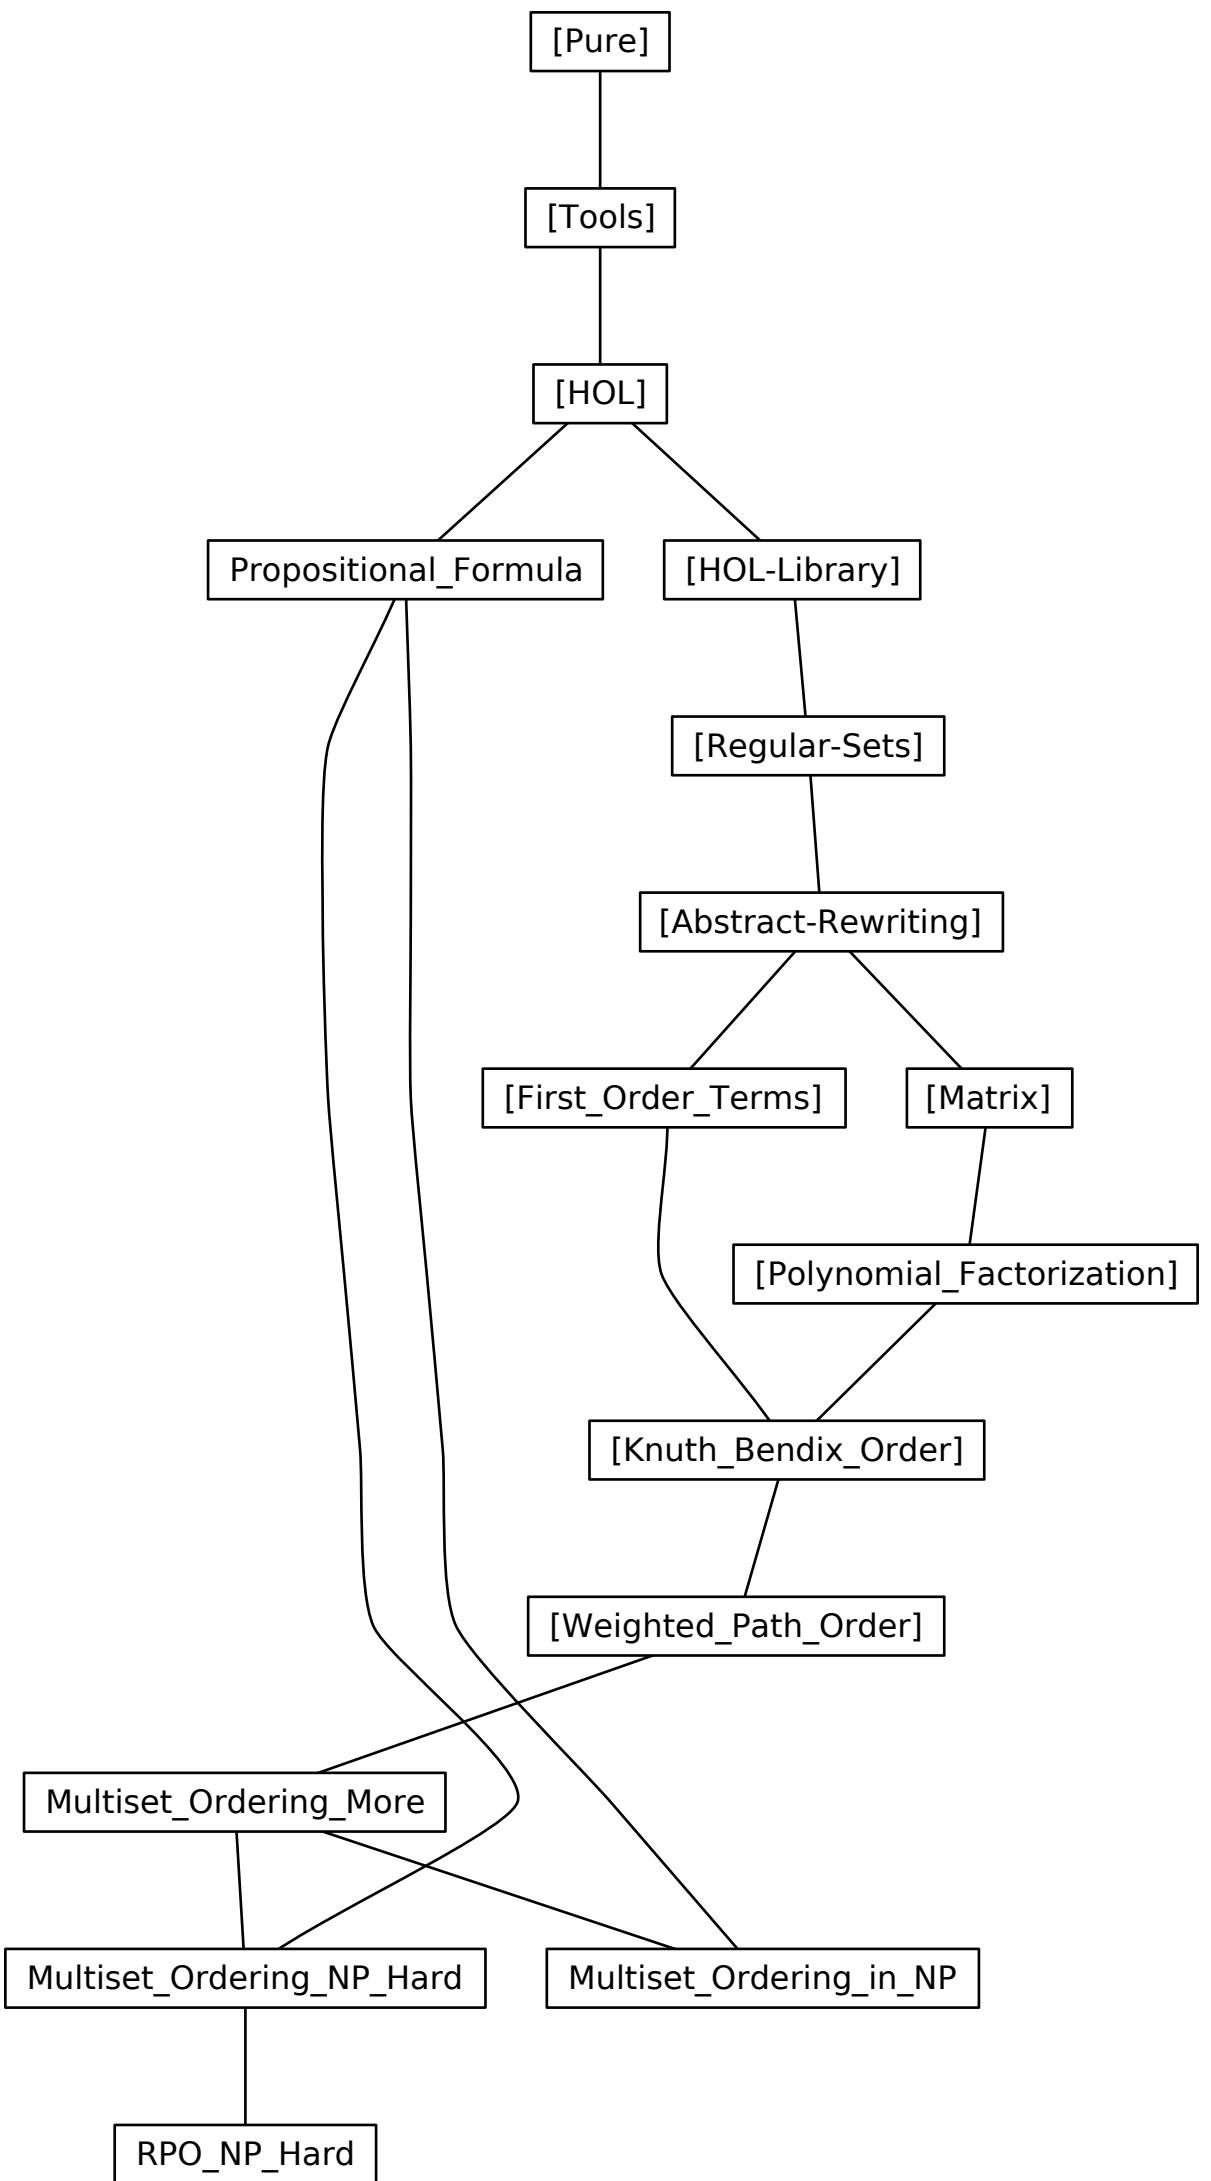 [Pure]
[Tools]
[HOL]
Propositional_Formula
[HOL-Library]
[Regular-Sets]
[Abstract-Rewriting]
[First_Order_Terms]
[Matrix]
[Polynomial_Factorization]
[Knuth_Bendix_Order]
[Weighted_Path_Order]
Multiset_Ordering_More
Multiset_Ordering_NP_Hard
Multiset_Ordering_in_NP
RPO_NP_Hard